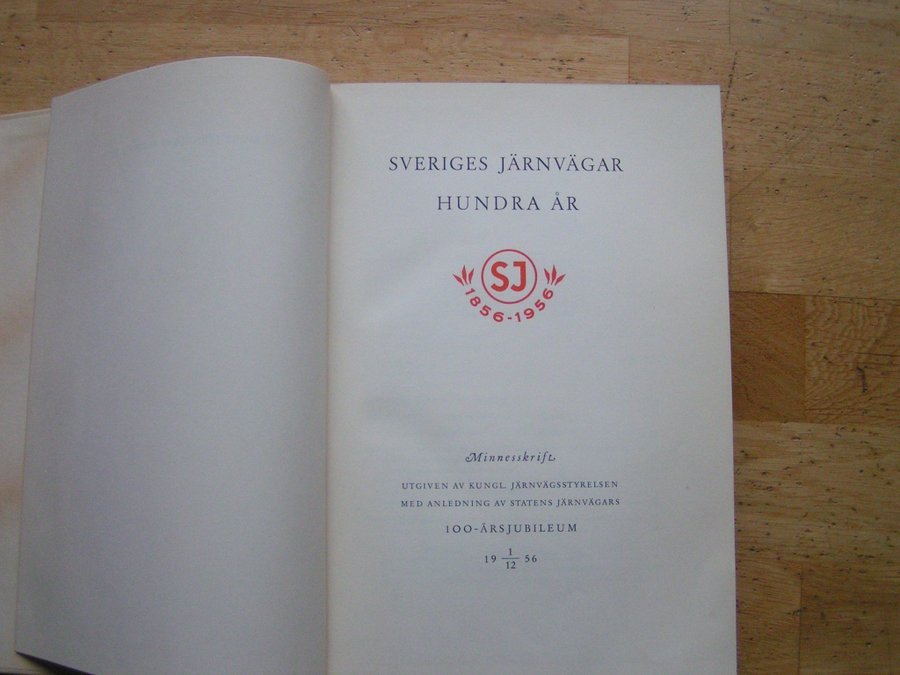 SVERIGES JÄRNVÄGAR
HUNDRA ÅR
SJ
1856-1956
Minnesskrift
UTGIVEN AV KUNGL. JÄRNVÄGSSTYRELSEN
MED ANLEDNING AV STATENS JÄRNVÄGARS
100-ÅRSJUBILEUM
19 1/12 56